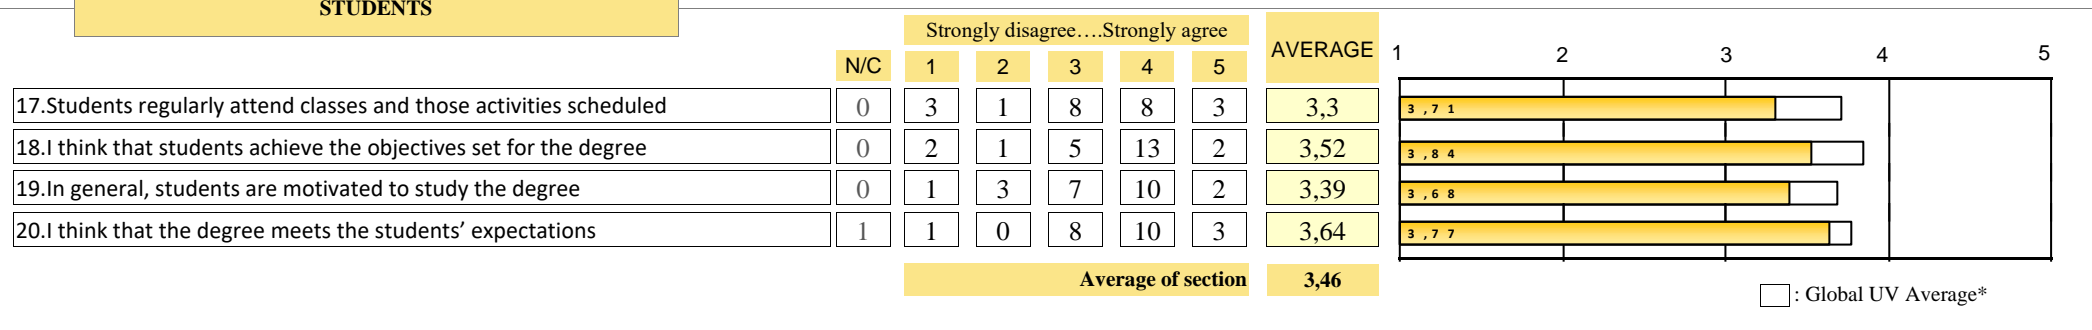 STUDENTS
Strongly disagree….Strongly agree
AVERAGE
1 2 3 4 5
N/C 1 2 3 4 5
17.Students regularly attend classes and those activities scheduled 0 3 1 8 8 3 3,3 3,71
18.I think that students achieve the objectives set for the degree 0 2 1 5 13 2 3,52 3,84
19.In general, students are motivated to study the degree 0 1 3 7 10 2 3,39 3,68
20.I think that the degree meets the students’ expectations 1 1 0 8 10 3 3,64 3,77
Average of section 3,46
: Global UV Average*